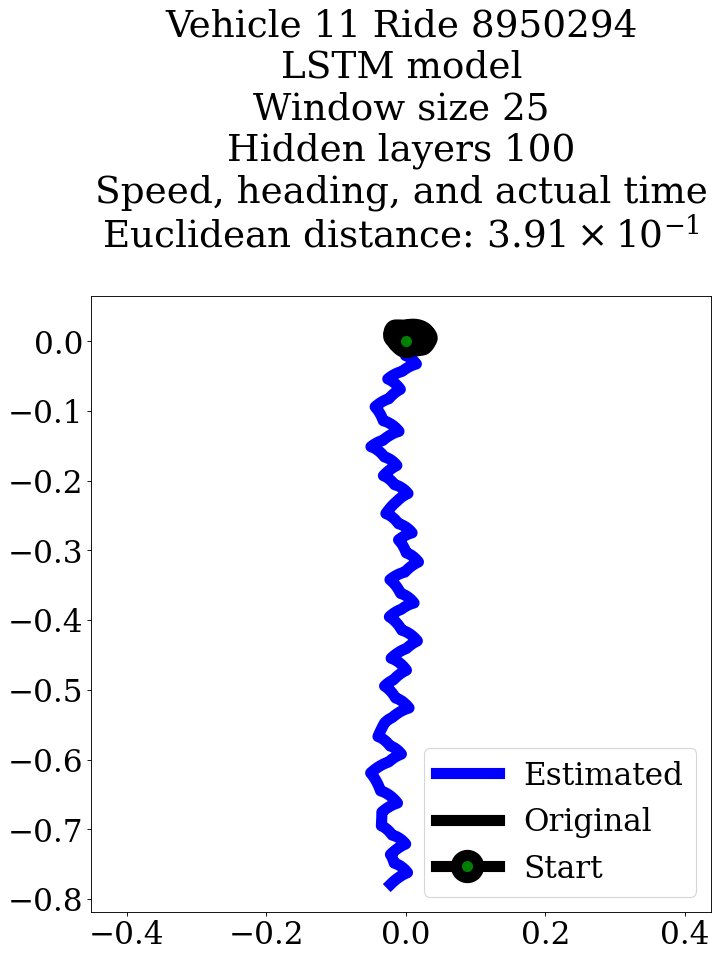 Vehicle 11 Ride 8950294
LSTM model
Window size 25
Hidden layers 100
Speed, heading, and actual time
Euclidean distance: 3.91 × 10⁻¹
0.0
−0.1
−0.2
−0.3
−0.4
−0.5
−0.6
−0.7
−0.8
Estimated
Original
Start
−0.4 −0.2 0.0 0.2 0.4